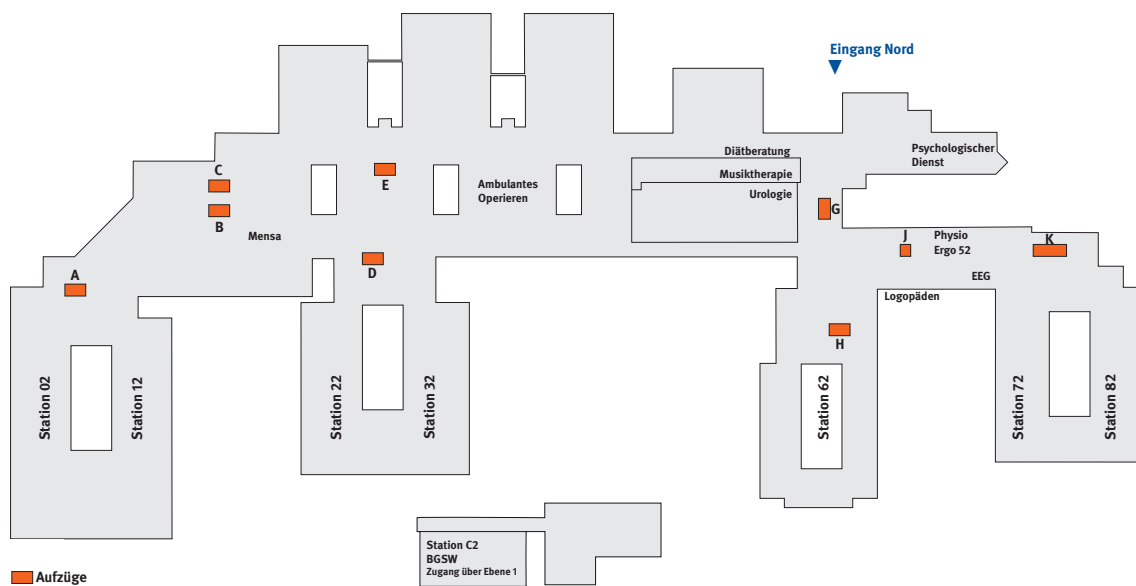 Eingang Nord
Diätberatung
Musiktherapie
Urologie
Psychologischer
Dienst
C
B
E
Ambulantes
Operieren
G
Mensa
J
Physio
Ergo 52
K
A
D
EEG
Logopäden
H
Station 02
Station 12
Station 22
Station 32
Station 62
Station 72
Station 82
Station C2
BGSW
Zugang über Ebene 1
Aufzüge